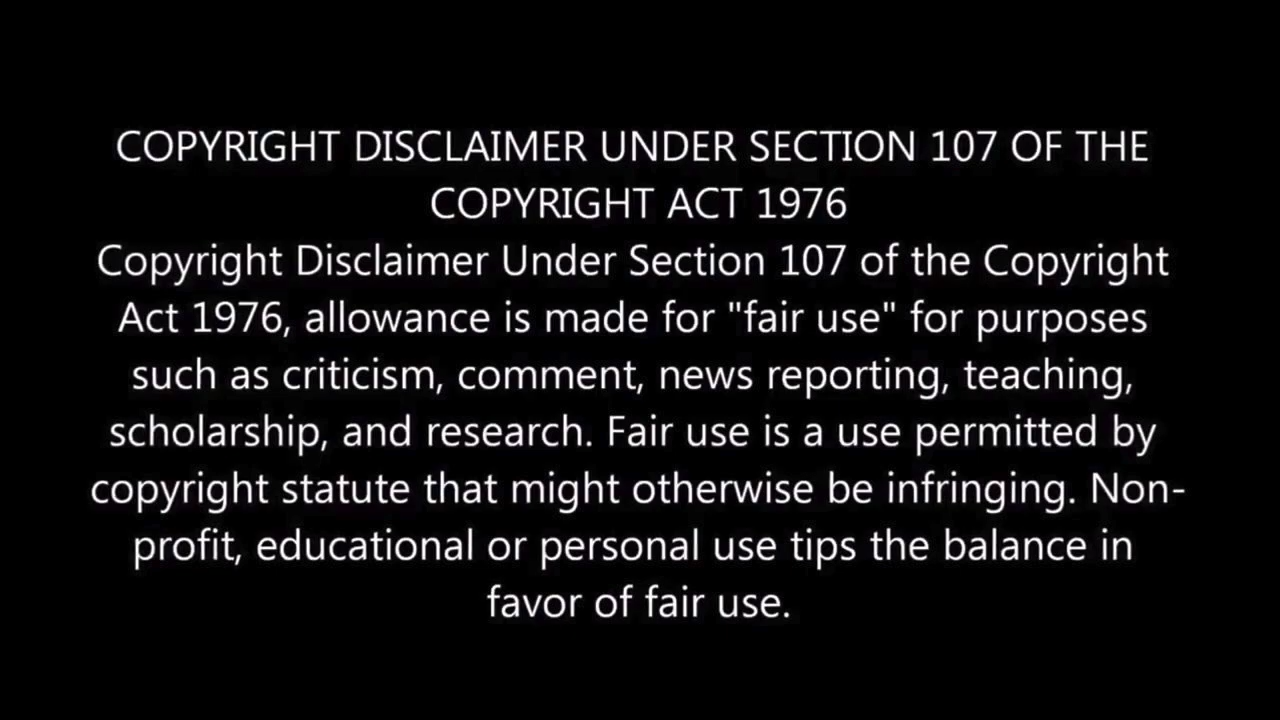 COPYRIGHT DISCLAIMER UNDER SECTION 107 OF THE
COPYRIGHT ACT 1976
Copyright Disclaimer Under Section 107 of the Copyright
Act 1976, allowance is made for "fair use" for purposes
such as criticism, comment, news reporting, teaching,
scholarship, and research. Fair use is a use permitted by
copyright statute that might otherwise be infringing. Non-
profit, educational or personal use tips the balance in
favor of fair use.